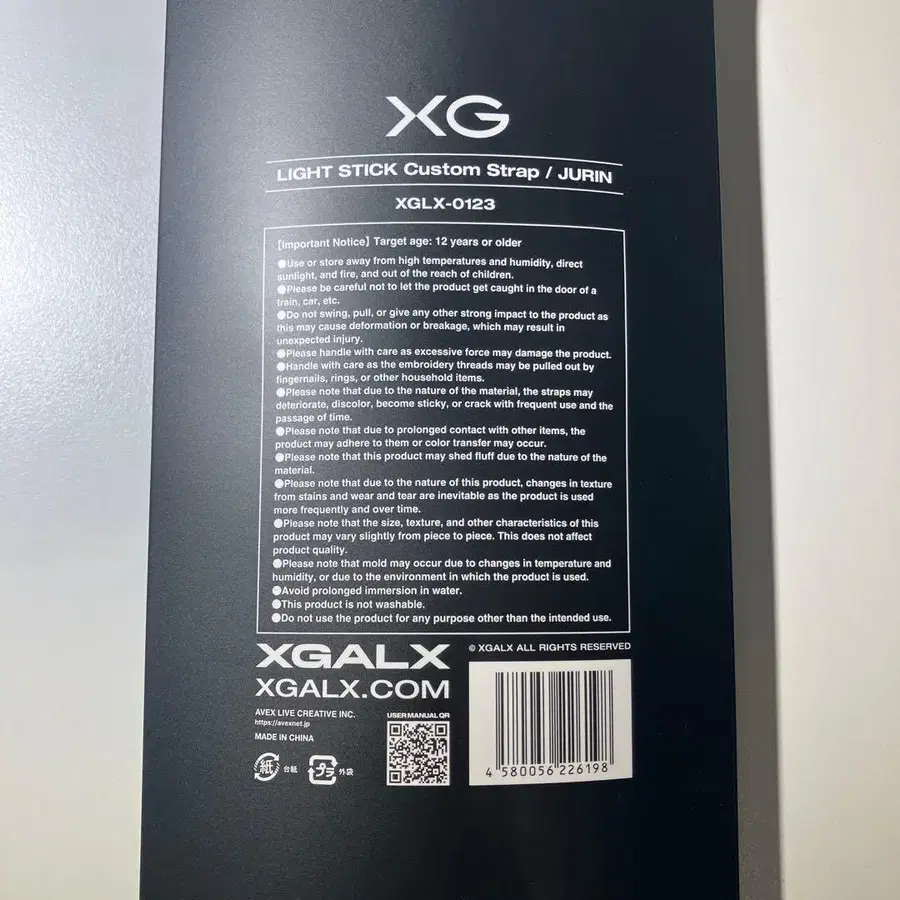 XG
LIGHT STICK Custom Strap / JURIN
XGLX-0123
【Important Notice】Target age: 12 years or older
●Use or store away from high temperatures and humidity, direct
sunlight, and fire, and out of the reach of children.
●Please be careful not to let the product get caught in the door of a
train, car, etc.
●Do not swing, pull, or give any other strong impact to the product as
this may cause deformation or breakage, which may result in
unexpected injury.
●Please handle with care as excessive force may damage the product.
●Handle with care as the embroidery threads may be pulled out by
fingernails, rings, or other household items.
●Please note that due to the nature of the material, the straps may
deteriorate, discolor, become sticky, or crack with frequent use and the
passage of time.
●Please note that due to prolonged contact with other items, the
product may adhere to them or color transfer may occur.
●Please note that this product may shed fluff due to the nature of the
material.
●Please note that due to the nature of this product, changes in texture
from stains and wear and tear are inevitable as the product is used
more frequently and over time.
●Please note that the size, texture, and other characteristics of this
product may vary slightly from piece to piece. This does not affect
product quality.
●Please note that mold may occur due to changes in temperature and
humidity, or due to the environment in which the product is used.
●Avoid prolonged immersion in water.
●This product is not washable.
●Do not use the product for any purpose other than the intended use.
XGALX
© XGALX ALL RIGHTS RESERVED
XGALX.COM
AVEX LIVE CREATIVE INC.
https://avexnet.jp
MADE IN CHINA
USER MANUAL QR
紙 台紙
プラ 外袋
4 580056 226198